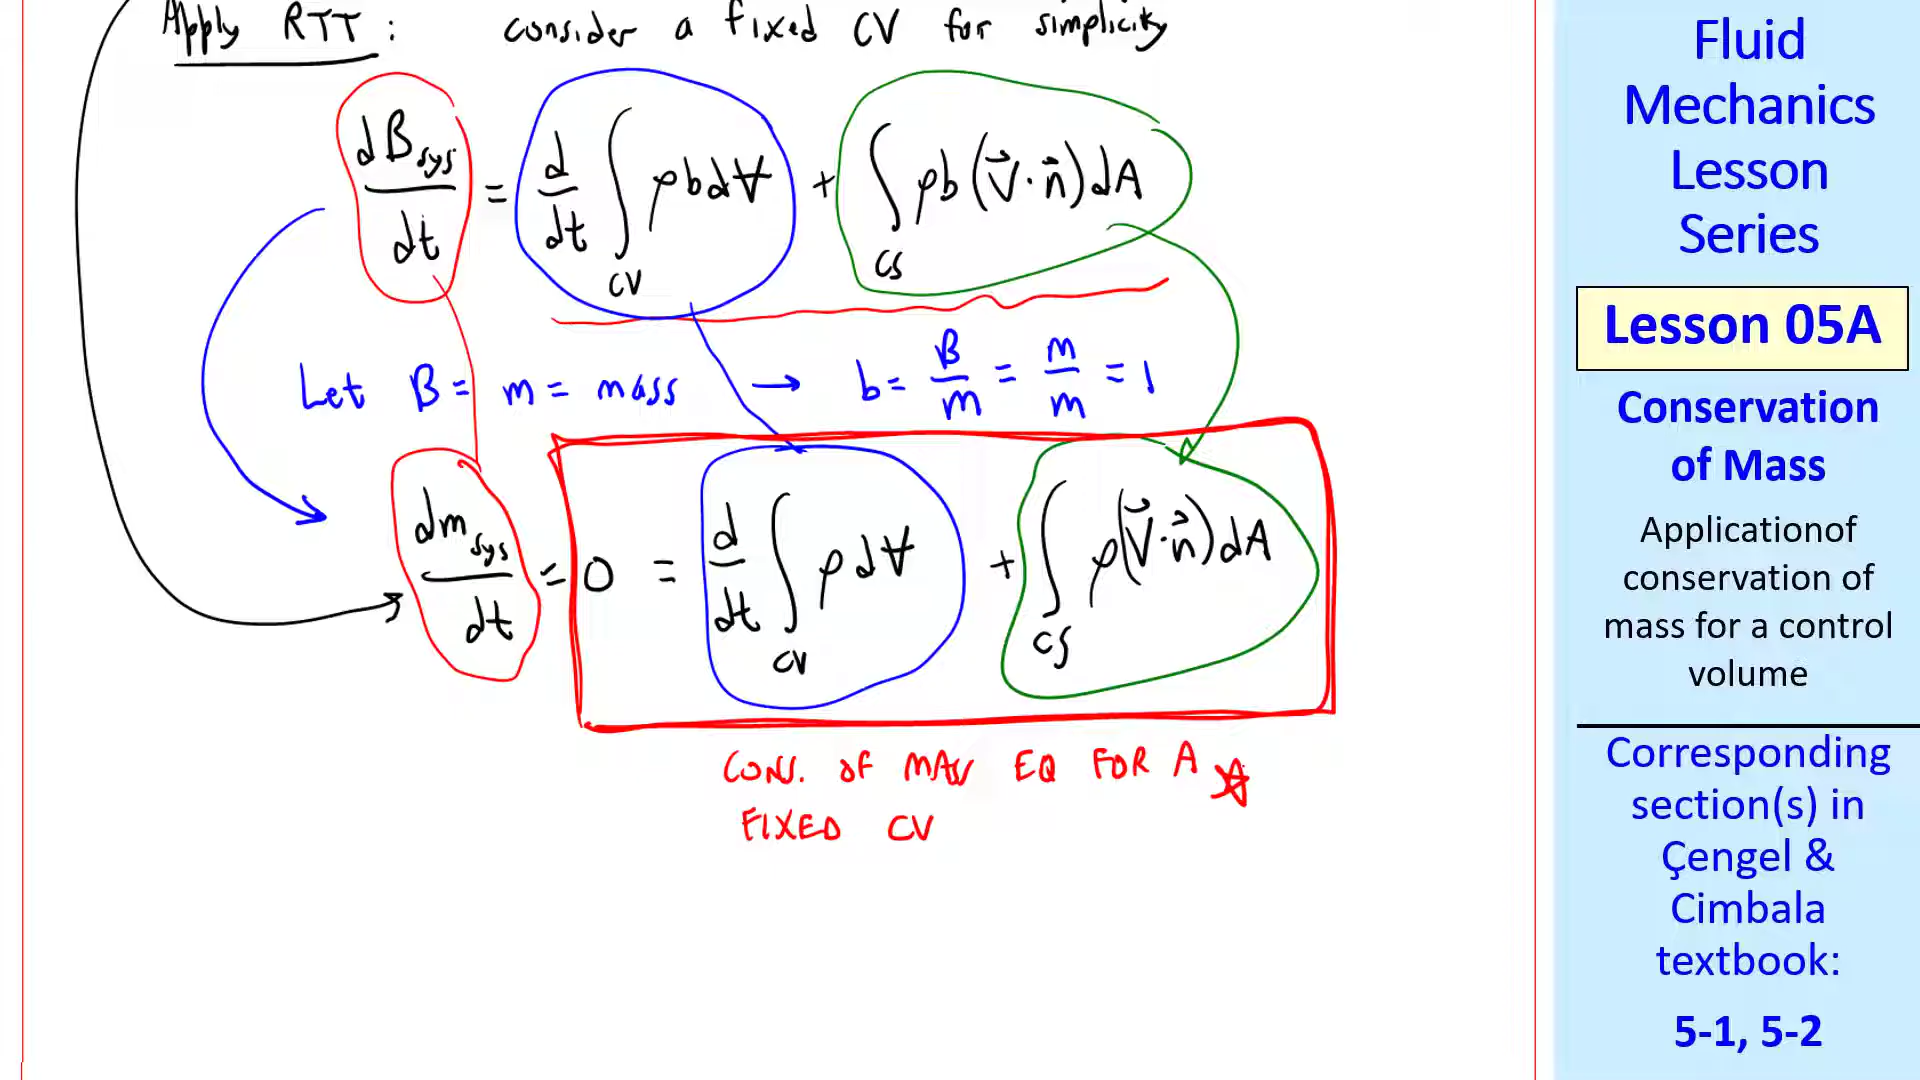 Apply RTT : consider a fixed CV for simplicity
dB_sys/dt = d/dt ∫_CV ρb dV̶ + ∫_CS ρb (V⃗·n⃗) dA
Let B = m = mass → b = B/m = m/m = 1
dm_sys/dt = 0 = d/dt ∫_CV ρ dV̶ + ∫_CS ρ(V⃗·n⃗) dA
CONS. OF MASS EQ FOR A
FIXED CV
Fluid
Mechanics
Lesson
Series
Lesson 05A
Conservation
of Mass
Applicationof
conservation of
mass for a control
volume
Corresponding
section(s) in
Çengel &
Cimbala
textbook:
5-1, 5-2